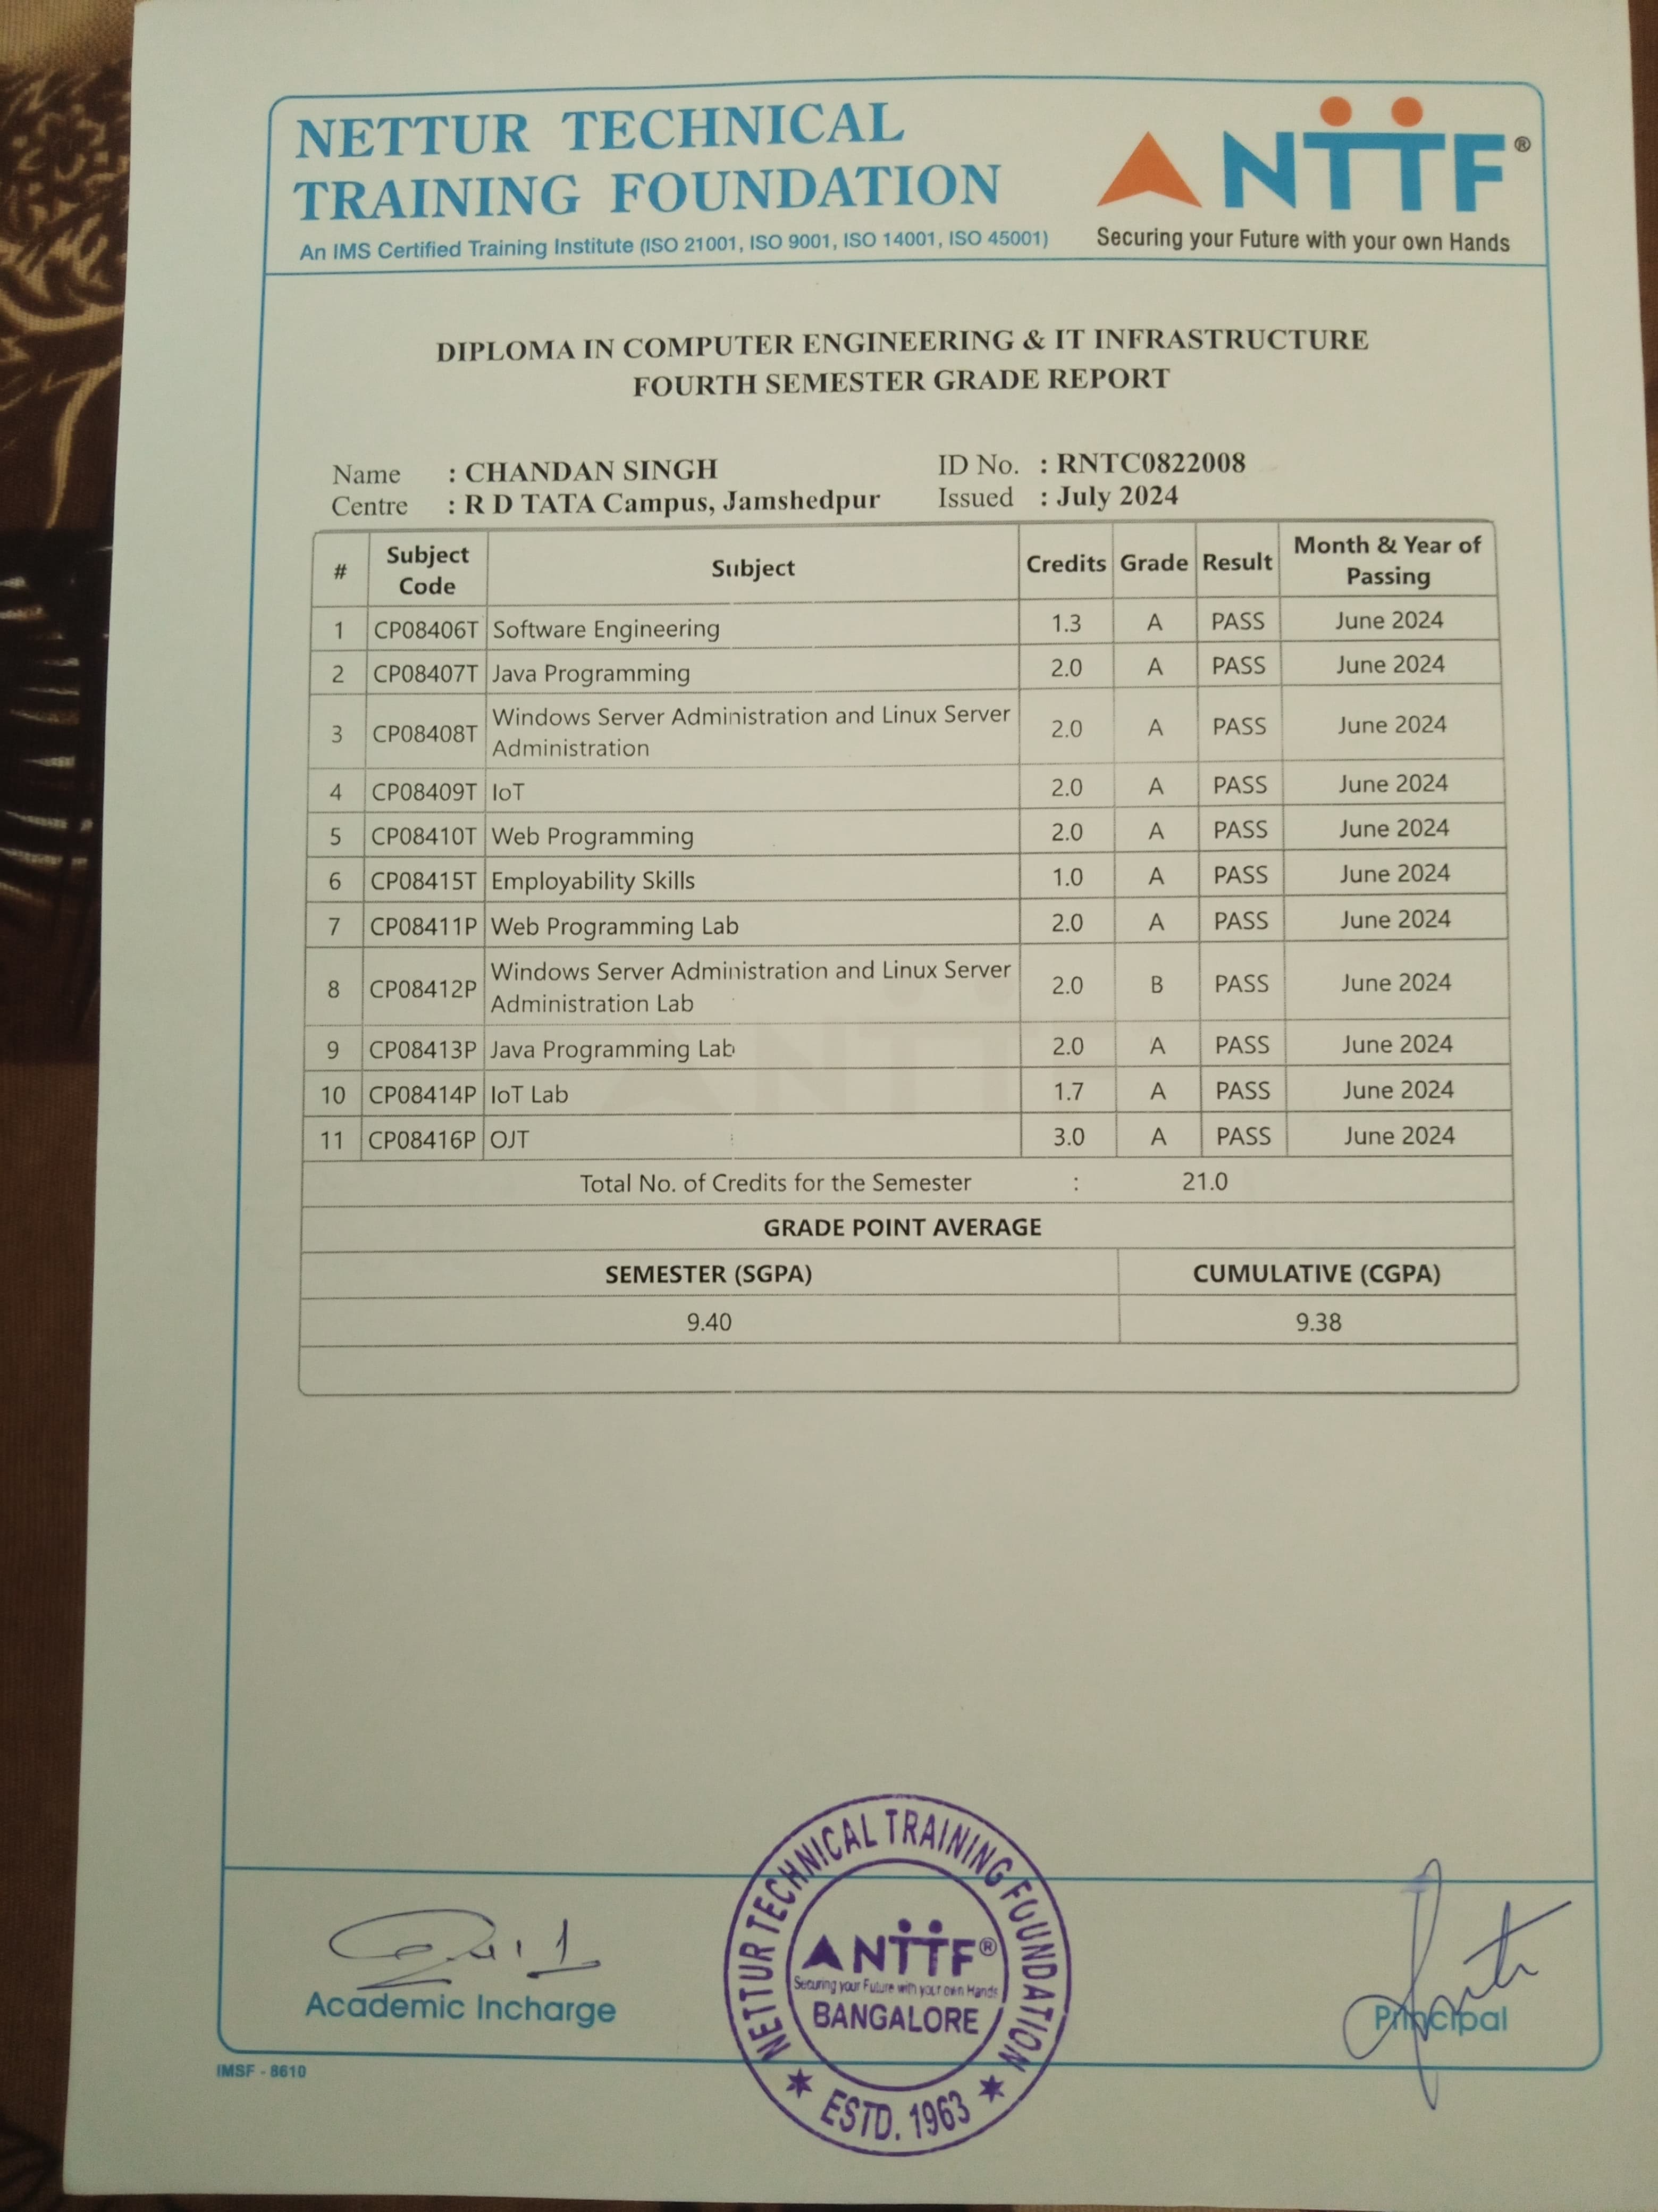 NETTUR TECHNICAL
TRAINING FOUNDATION
An IMS Certified Training Institute (ISO 21001, ISO 9001, ISO 14001, ISO 45001)
ANTTF®
Securing your Future with your own Hands
DIPLOMA IN COMPUTER ENGINEERING & IT INFRASTRUCTURE
FOURTH SEMESTER GRADE REPORT
Name : CHANDAN SINGH ID No. : RNTC0822008
Centre : R D TATA Campus, Jamshedpur Issued : July 2024
# Subject Code Subject Credits Grade Result Month & Year of Passing
1 CP08406T Software Engineering 1.3 A PASS June 2024
2 CP08407T Java Programming 2.0 A PASS June 2024
3 CP08408T Windows Server Administration and Linux Server Administration 2.0 A PASS June 2024
4 CP08409T IoT 2.0 A PASS June 2024
5 CP08410T Web Programming 2.0 A PASS June 2024
6 CP08415T Employability Skills 1.0 A PASS June 2024
7 CP08411P Web Programming Lab 2.0 A PASS June 2024
8 CP08412P Windows Server Administration and Linux Server Administration Lab 2.0 B PASS June 2024
9 CP08413P Java Programming Lab 2.0 A PASS June 2024
10 CP08414P IoT Lab 1.7 A PASS June 2024
11 CP08416P OJT 3.0 A PASS June 2024
Total No. of Credits for the Semester : 21.0
GRADE POINT AVERAGE
SEMESTER (SGPA) CUMULATIVE (CGPA)
9.40 9.38
NETTUR TECHNICAL TRAINING FOUNDATION
ANTTF®
Securing your Future with your own Hands
BANGALORE
★ ESTD. 1963 ★
Academic Incharge
Principal
IMSF - 8610